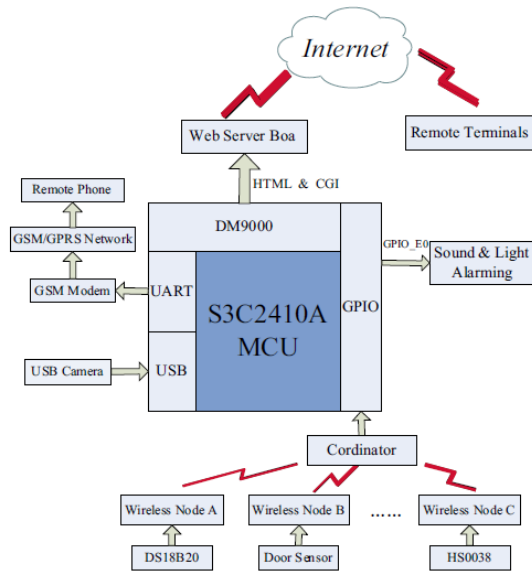 Internet
Web Server Boa
Remote Terminals
HTML & CGI
Remote Phone
DM9000
GSM/GPRS Network
GPIO_E0
Sound & Light
Alarming
GSM Modem
UART
GPIO
S3C2410A
MCU
USB Camera
USB
Cordinator
Wireless Node A
Wireless Node B
......
Wireless Node C
DS18B20
Door Sensor
HS0038